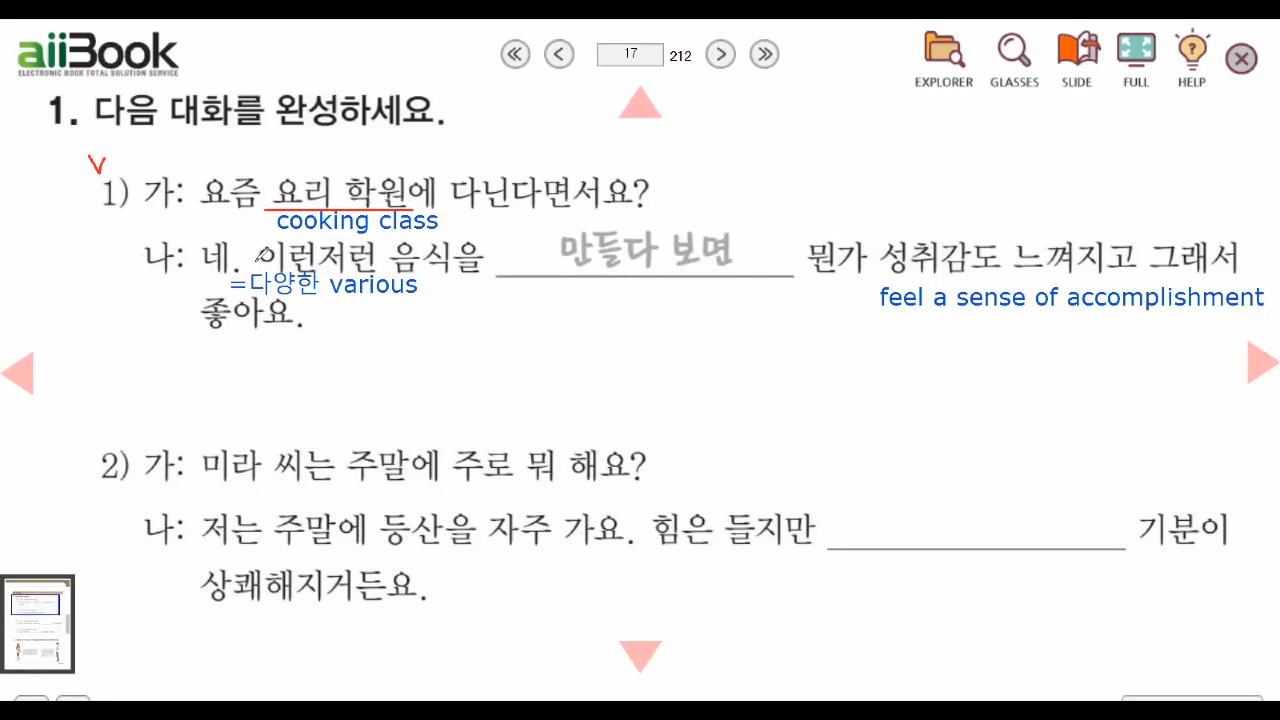 aiiBook
ELECTRONIC BOOK TOTAL SOLUTION SERVICE
17 212
EXPLORER GLASSES SLIDE FULL HELP
1. 다음 대화를 완성하세요.
V
1) 가: 요즘 요리 학원에 다닌다면서요?
cooking class
나: 네. 이런저런 음식을 만들다 보면 뭔가 성취감도 느껴지고 그래서
=다양한 various
feel a sense of accomplishment
좋아요.
2) 가: 미라 씨는 주말에 주로 뭐 해요?
나: 저는 주말에 등산을 자주 가요. 힘은 들지만 ______ 기분이
상쾌해지거든요.